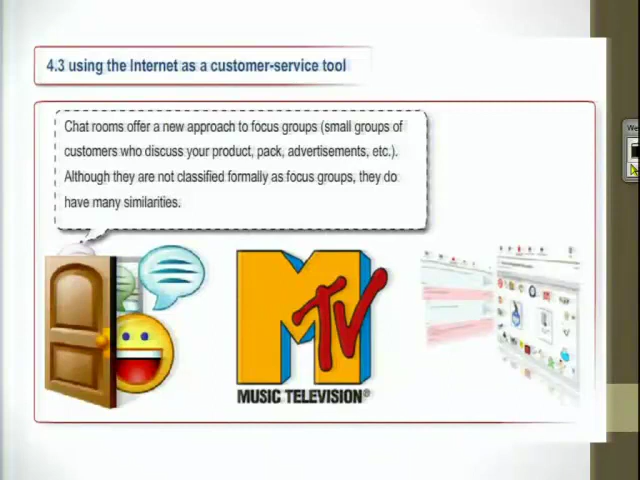 4.3 using the Internet as a customer-service tool
Chat rooms offer a new approach to focus groups (small groups of
customers who discuss your product, pack, advertisements, etc.).
Although they are not classified formally as focus groups, they do
have many similarities.
MTV
MUSIC TELEVISION®
We